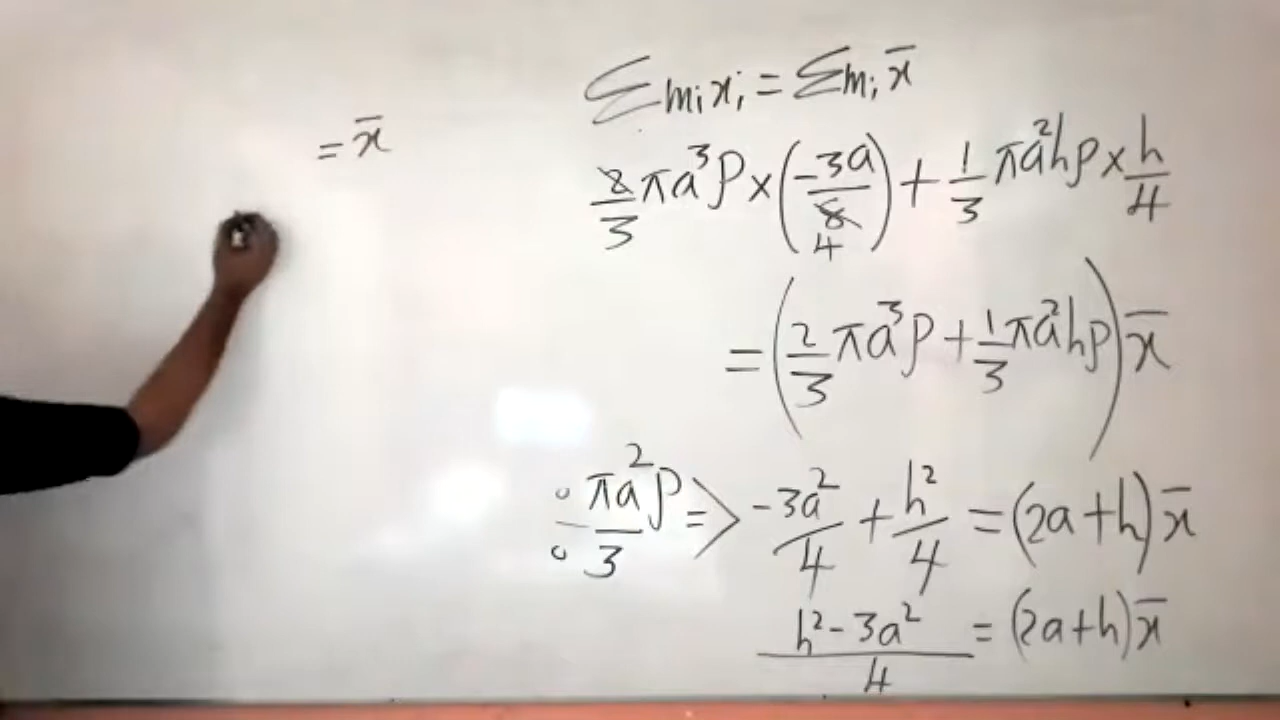 = x̄
Σmᵢxᵢ = Σmᵢx̄
2/3 πa³ρ × (-3a/8 4) + 1/3 πa²hρ × h/4
= (2/3 πa³ρ + 1/3 πa²hρ) x̄
÷ πa²ρ/3 => -3a²/4 + h²/4 = (2a+h) x̄
h² - 3a²/4 = (2a+h) x̄